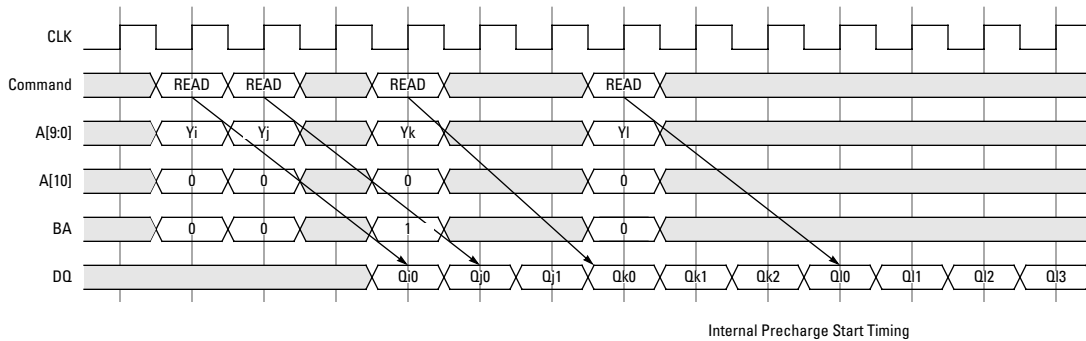 CLK
Command READ READ READ READ
A[9:0] Yi Yj Yk Yl
A[10] 0 0 0 0
BA 0 0 1 0
DQ Qi0 Qj0 Qj1 Qk0 Qk1 Qk2 Ql0 Ql1 Ql2 Ql3
Internal Precharge Start Timing